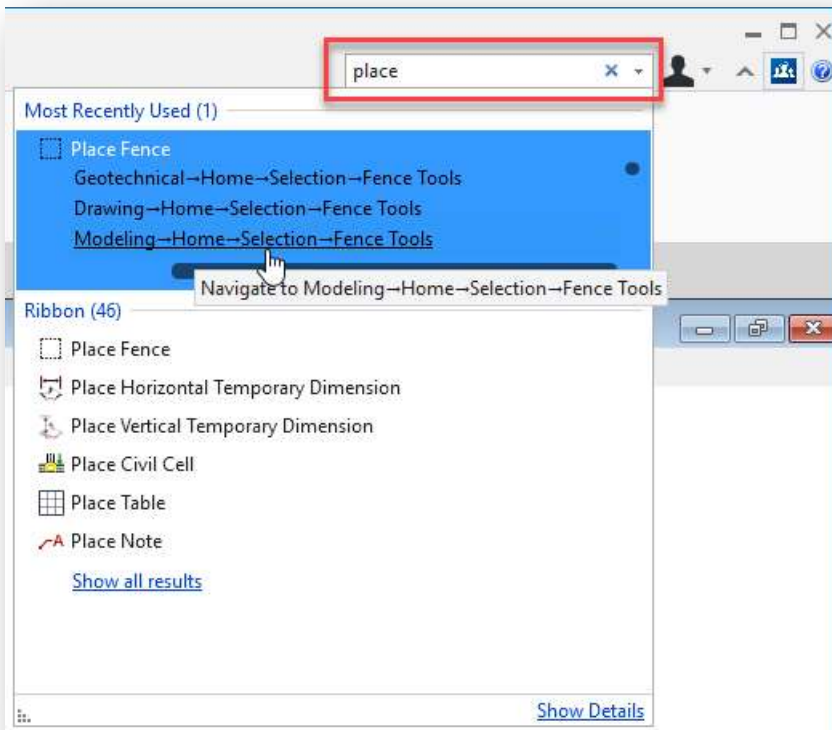 place
Most Recently Used (1)
Place Fence
Geotechnical→Home→Selection→Fence Tools
Drawing→Home→Selection→Fence Tools
Modeling→Home→Selection→Fence Tools
Navigate to Modeling→Home→Selection→Fence Tools
Ribbon (46)
Place Fence
Place Horizontal Temporary Dimension
Place Vertical Temporary Dimension
Place Civil Cell
Place Table
Place Note
Show all results
Show Details